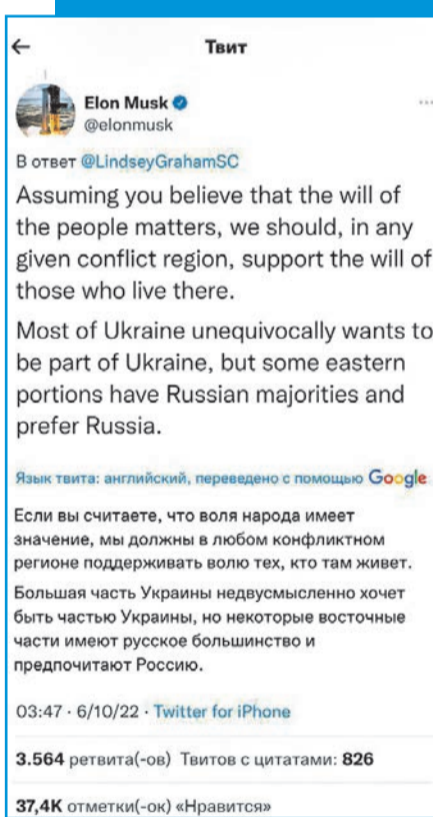 Твит
Elon Musk
@elonmusk
В ответ @LindseyGrahamSC
Assuming you believe that the will of
the people matters, we should, in any
given conflict region, support the will of
those who live there.
Most of Ukraine unequivocally wants to
be part of Ukraine, but some eastern
portions have Russian majorities and
prefer Russia.
Язык твита: английский, переведено с помощью Google
Если вы считаете, что воля народа имеет
значение, мы должны в любом конфликтном
регионе поддерживать волю тех, кто там живет.
Большая часть Украины недвусмысленно хочет
быть частью Украины, но некоторые восточные
части имеют русское большинство и
предпочитают Россию.
03:47 · 6/10/22 · Twitter for iPhone
3.564 ретвита(-ов) Твитов с цитатами: 826
37,4K отметки(-ок) «Нравится»